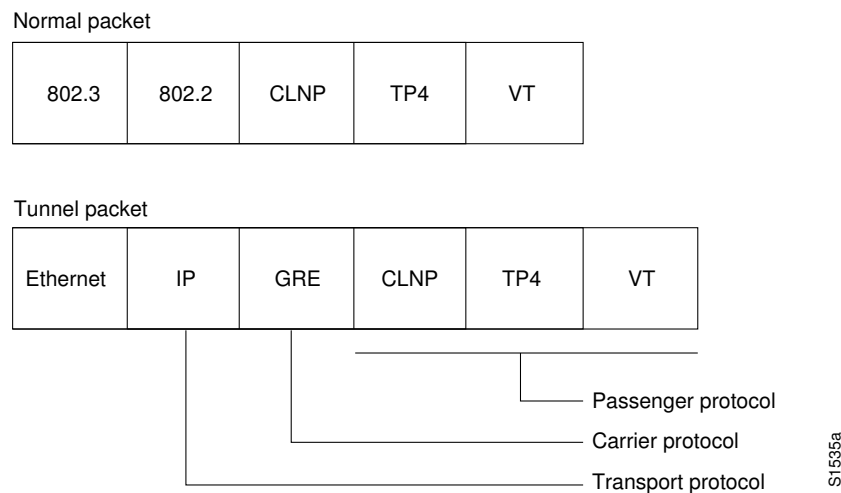 Normal packet
802.3 802.2 CLNP TP4 VT
Tunnel packet
Ethernet IP GRE CLNP TP4 VT
Passenger protocol
Carrier protocol
Transport protocol
S1535a